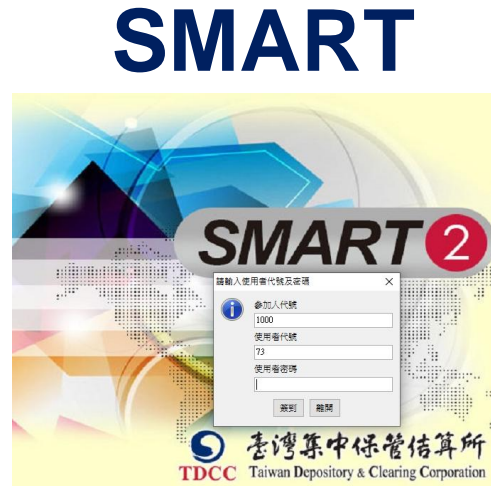 SMART
SMART 2
請輸入使用者代號及密碼
參加人代號
1000
使用者代號
73
使用者密碼
簽到 離開
臺灣集中保管結算所
TDCC Taiwan Depository & Clearing Corporation